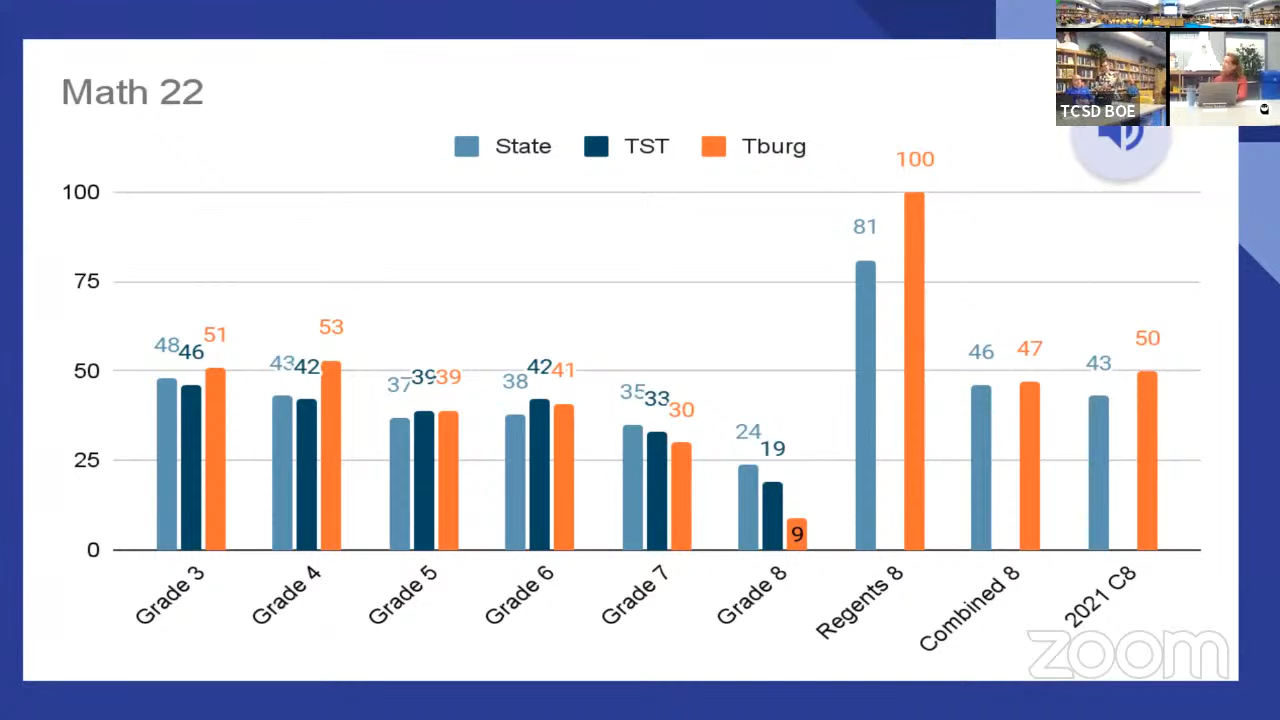 Math 22
TCSD BOE
State TST Tburg
100
75
50
25
0
48 46 51
43 42 53
37 39 39
38 42 41
35 33 30
24 19 9
81 100
46 47
43 50
Grade 3
Grade 4
Grade 5
Grade 6
Grade 7
Grade 8
Regents 8
Combined 8
2021 C8
zoom